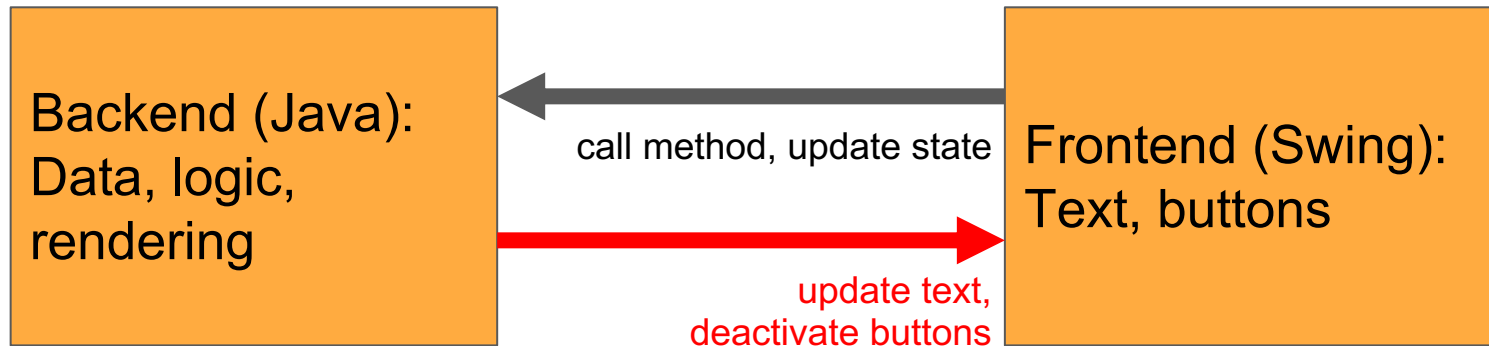 Backend (Java):
Data, logic,
rendering
call method, update state
update text,
deactivate buttons
Frontend (Swing):
Text, buttons